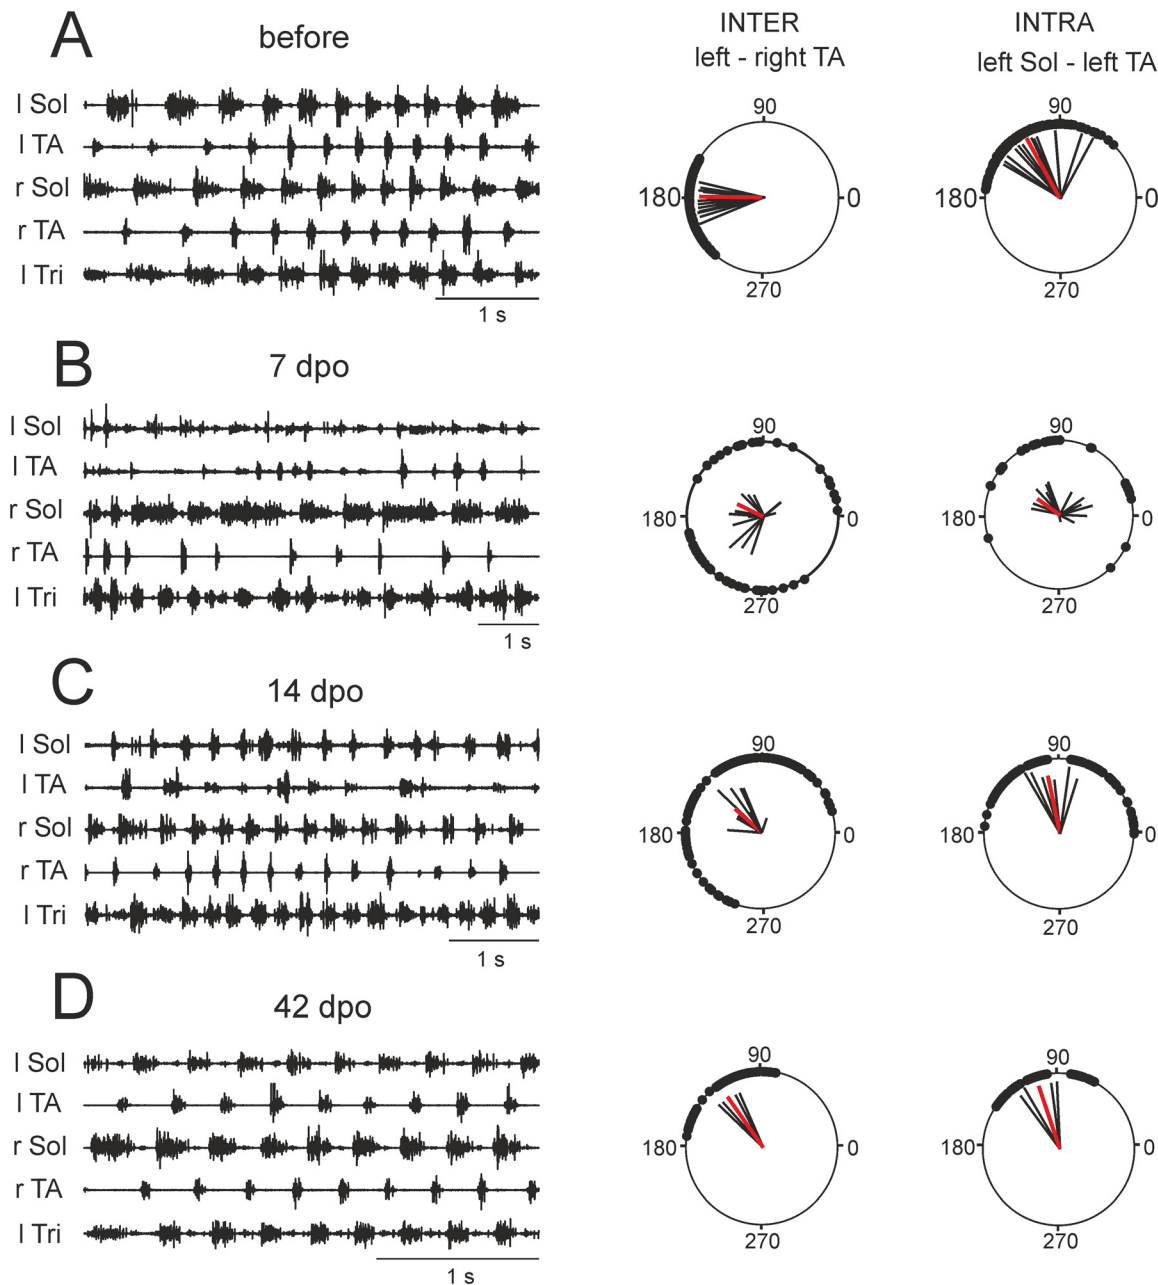 A
before
INTER
left - right TA
INTRA
left Sol - left TA
l Sol
l TA
r Sol
r TA
l Tri
1 s
90
180
0
270
90
180
0
270
B
7 dpo
l Sol
l TA
r Sol
r TA
l Tri
1 s
90
180
0
270
90
180
0
270
C
14 dpo
l Sol
l TA
r Sol
r TA
l Tri
1 s
90
180
0
270
90
180
0
270
D
42 dpo
l Sol
l TA
r Sol
r TA
l Tri
1 s
90
180
0
270
90
180
0
270